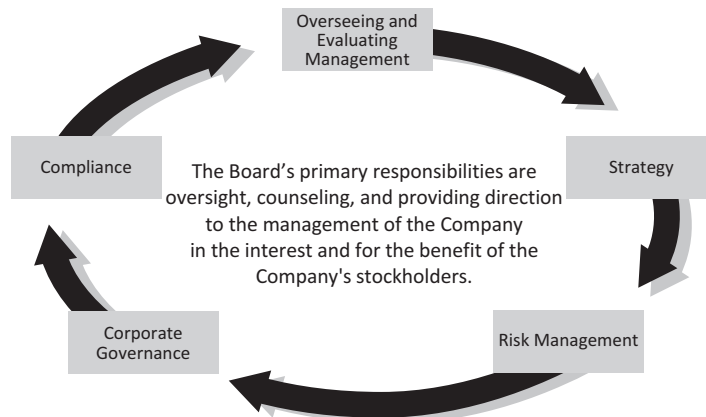 Overseeing and
Evaluating
Management
Compliance
Strategy
The Board’s primary responsibilities are
oversight, counseling, and providing direction
to the management of the Company
in the interest and for the benefit of the
Company's stockholders.
Corporate
Governance
Risk Management